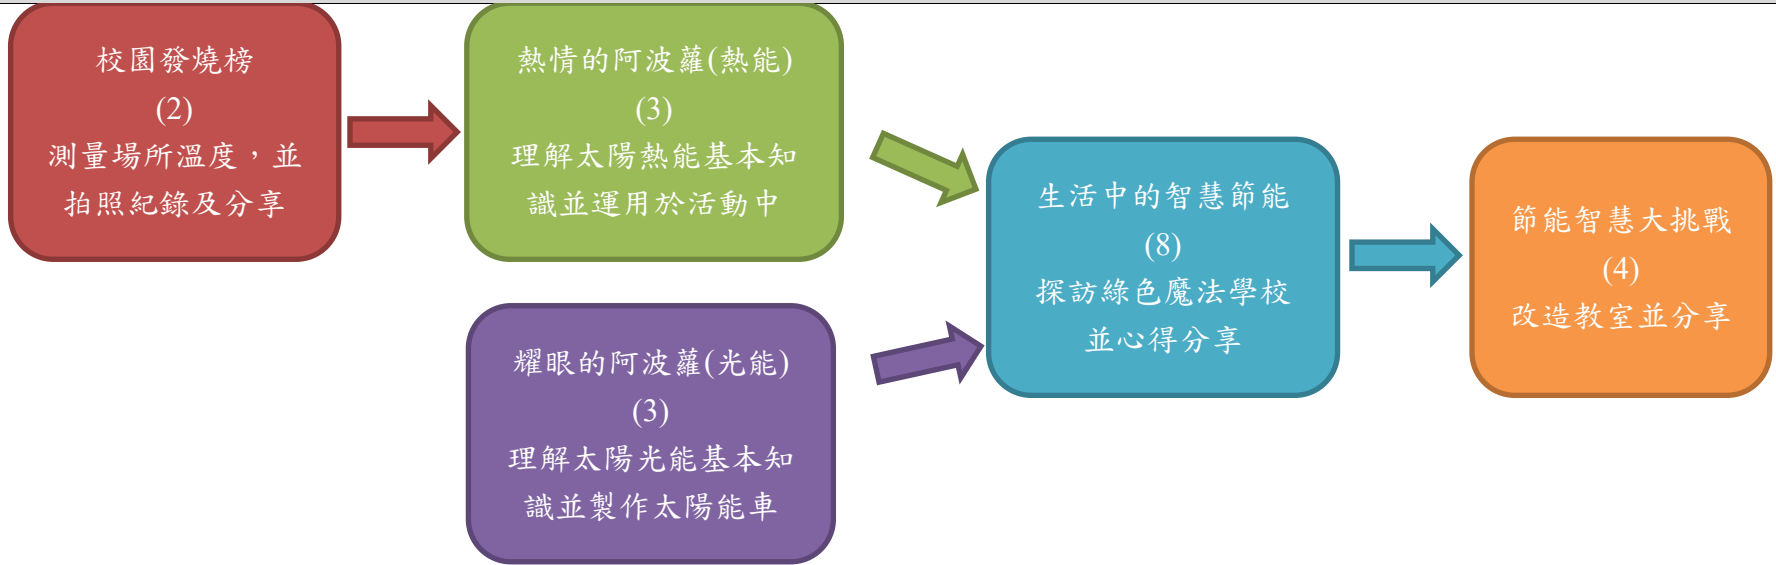 校園發燒榜
(2)
測量場所溫度，並
拍照紀錄及分享
熱情的阿波蘿(熱能)
(3)
理解太陽熱能基本知
識並運用於活動中
耀眼的阿波蘿(光能)
(3)
理解太陽光能基本知
識並製作太陽能車
生活中的智慧節能
(8)
探訪綠色魔法學校
並心得分享
節能智慧大挑戰
(4)
改造教室並分享